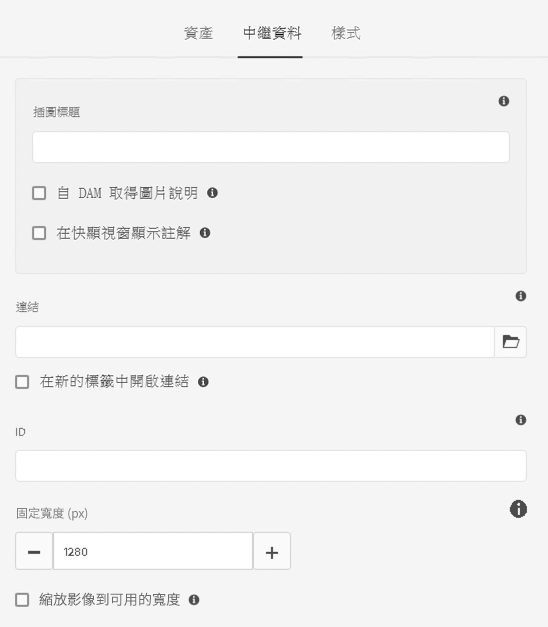 資產 中繼資料 樣式
插圖標題
自 DAM 取得圖片說明
在快顯視窗顯示註解
連結
在新的標籤中開啟連結
ID
固定寬度 (px)
1280
縮放影像到可用的寬度